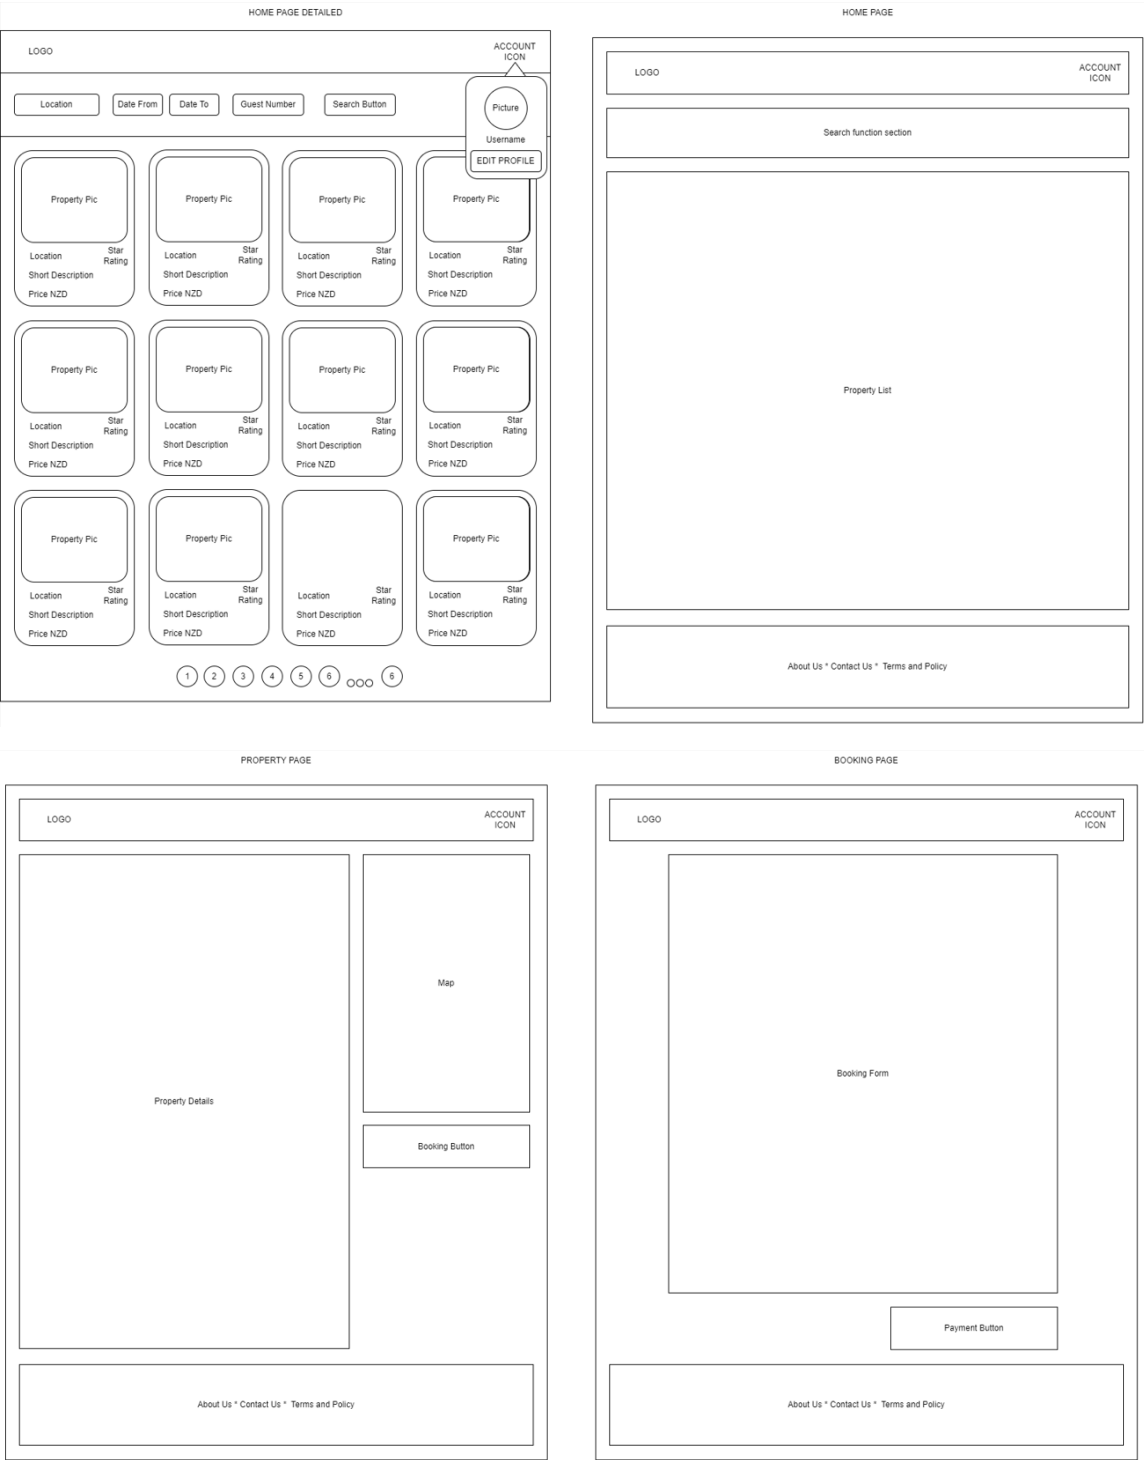 HOME PAGE DETAILED
LOGO
ACCOUNT
ICON
Location
Date From
Date To
Guest Number
Search Button
Picture
Username
EDIT PROFILE
Property Pic
Location
Star
Rating
Short Description
Price NZD
Property Pic
Location
Star
Rating
Short Description
Price NZD
Property Pic
Location
Star
Rating
Short Description
Price NZD
Property Pic
Location
Star
Rating
Short Description
Price NZD
Property Pic
Location
Star
Rating
Short Description
Price NZD
Property Pic
Location
Star
Rating
Short Description
Price NZD
Property Pic
Location
Star
Rating
Short Description
Price NZD
Property Pic
Location
Star
Rating
Short Description
Price NZD
Property Pic
Location
Star
Rating
Short Description
Price NZD
Property Pic
Location
Star
Rating
Short Description
Price NZD
Location
Star
Rating
Short Description
Price NZD
Property Pic
Location
Star
Rating
Short Description
Price NZD
1 2 3 4 5 6 6
HOME PAGE
LOGO
ACCOUNT
ICON
Search function section
Property List
About Us * Contact Us * Terms and Policy
PROPERTY PAGE
LOGO
ACCOUNT
ICON
Property Details
Map
Booking Button
About Us * Contact Us * Terms and Policy
BOOKING PAGE
LOGO
ACCOUNT
ICON
Booking Form
Payment Button
About Us * Contact Us * Terms and Policy